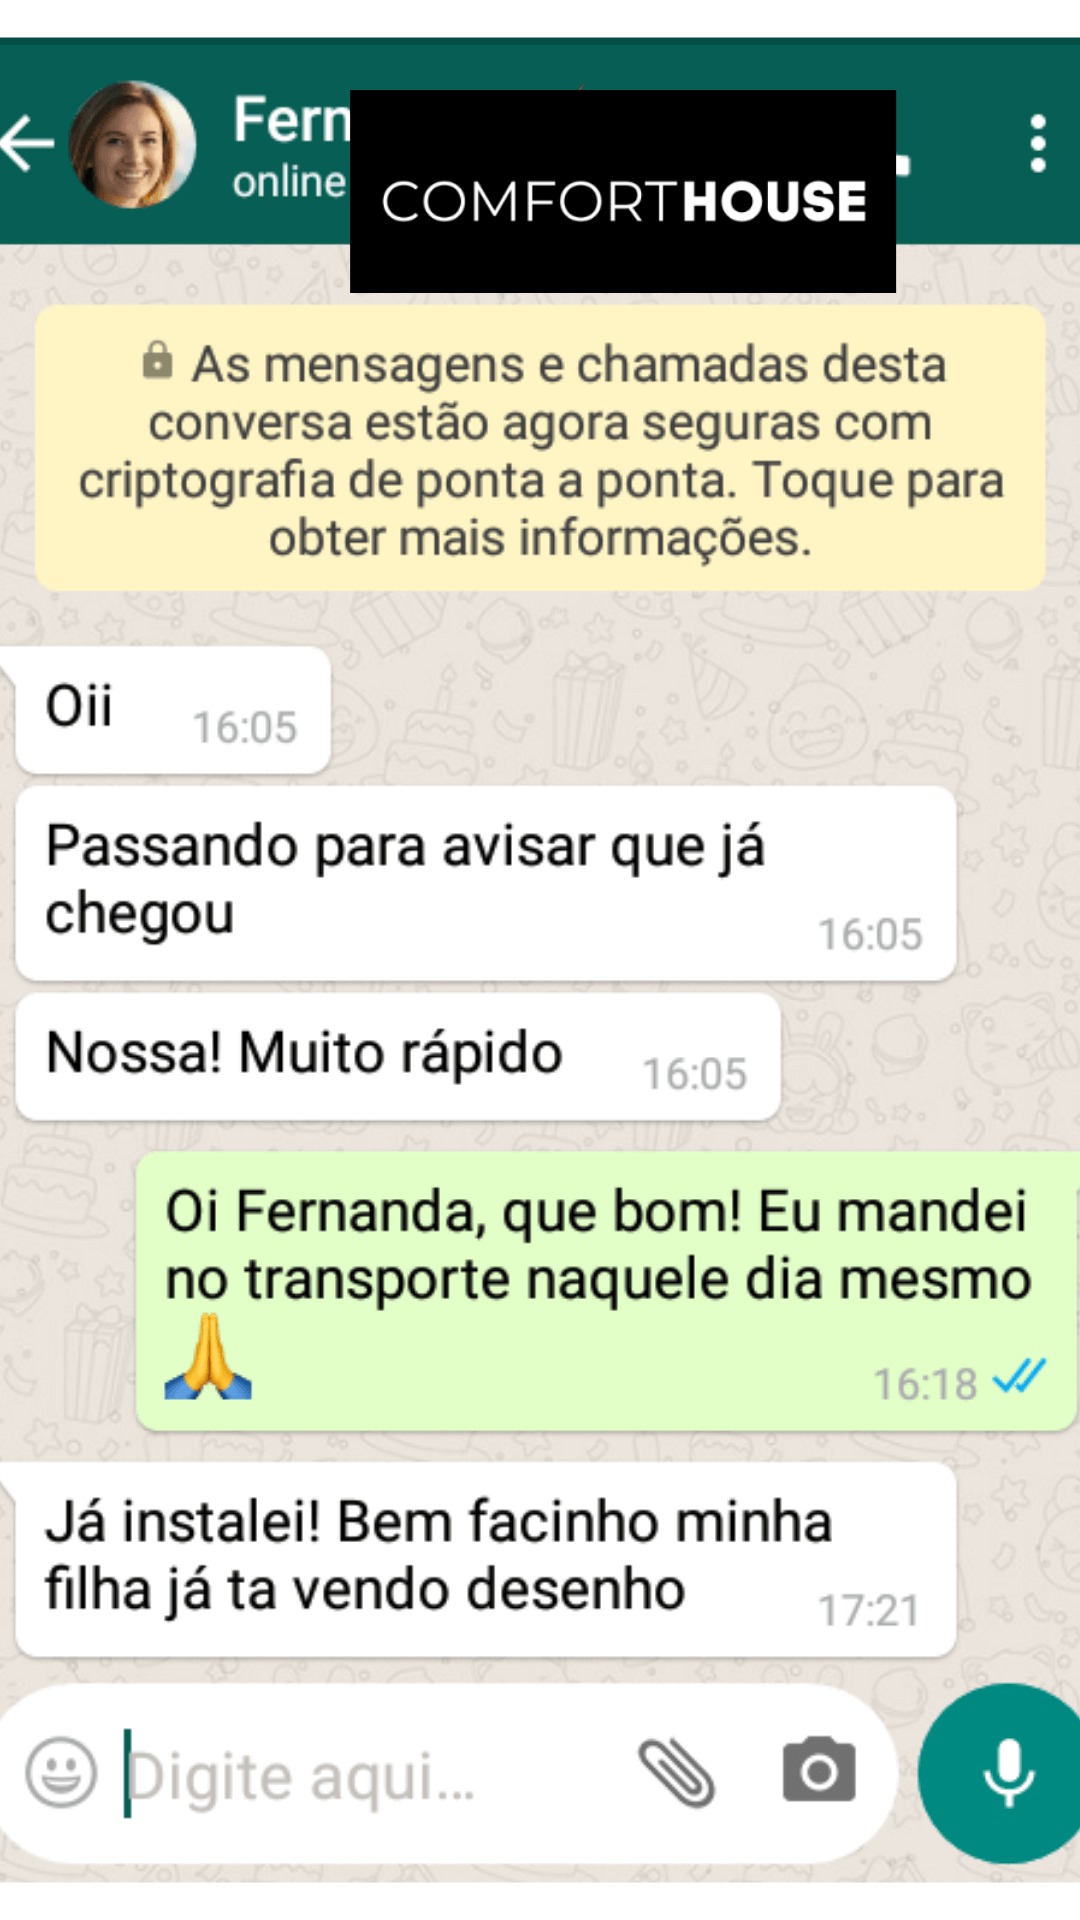 Fern
online
COMFORTHOUSE
As mensagens e chamadas desta
conversa estão agora seguras com
criptografia de ponta a ponta. Toque para
obter mais informações.
Oii
16:05
Passando para avisar que já
chegou
16:05
Nossa! Muito rápido
16:05
Oi Fernanda, que bom! Eu mandei
no transporte naquele dia mesmo
🙏
16:18
Já instalei! Bem facinho minha
filha já ta vendo desenho
17:21
Digite aqui...